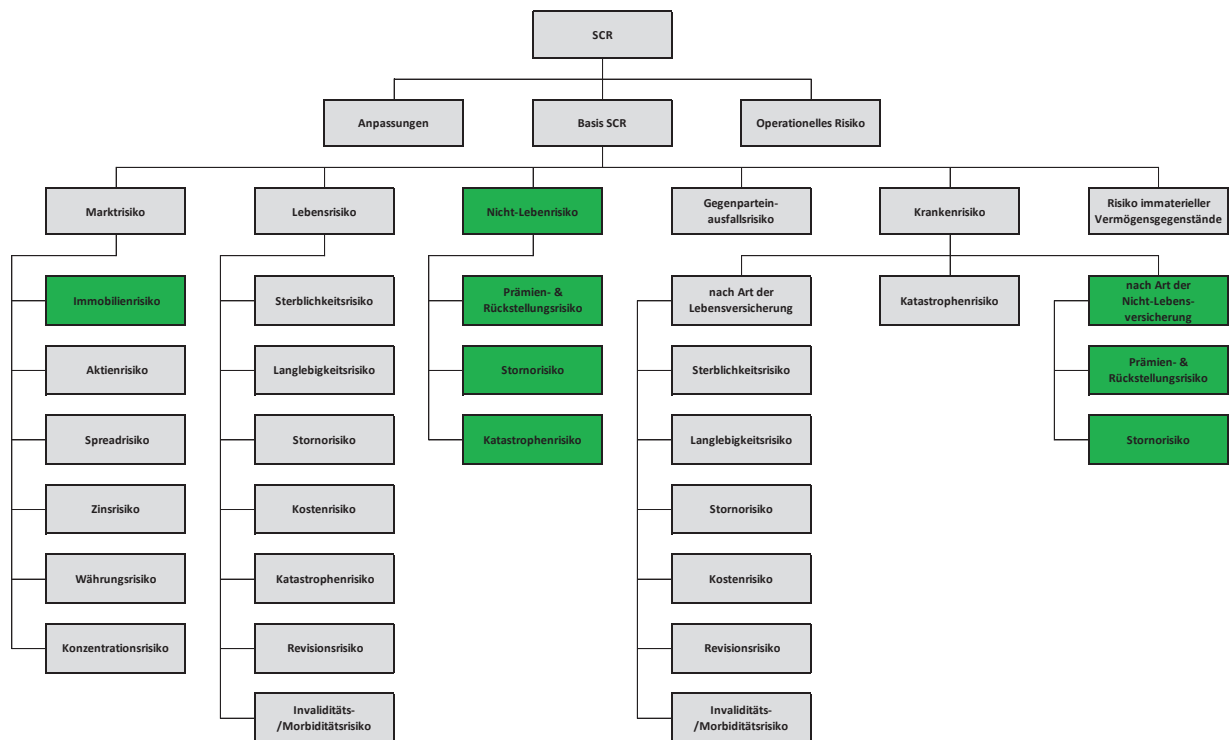 SCR
Anpassungen
Basis SCR
Operationelles Risiko
Marktrisiko
Lebensrisiko
Nicht-Lebenrisiko
Gegenpartein-
ausfallsrisiko
Krankenrisiko
Risiko immaterieller
Vermögensgegenstände
Immobilienrisiko
Sterblichkeitsrisiko
Prämien- &
Rückstellungsrisiko
nach Art der
Lebensversicherung
Katastrophenrisiko
nach Art der
Nicht-Lebens-
versicherung
Aktienrisiko
Langlebigkeitsrisiko
Stornorisiko
Sterblichkeitsrisiko
Prämien- &
Rückstellungsrisiko
Spreadrisiko
Stornorisiko
Katastrophenrisiko
Langlebigkeitsrisiko
Stornorisiko
Zinsrisiko
Kostenrisiko
Stornorisiko
Währungsrisiko
Katastrophenrisiko
Kostenrisiko
Konzentrationsrisiko
Revisionsrisiko
Revisionsrisiko
Invaliditäts-
/Morbiditätsrisiko
Invaliditäts-
/Morbiditätsrisiko